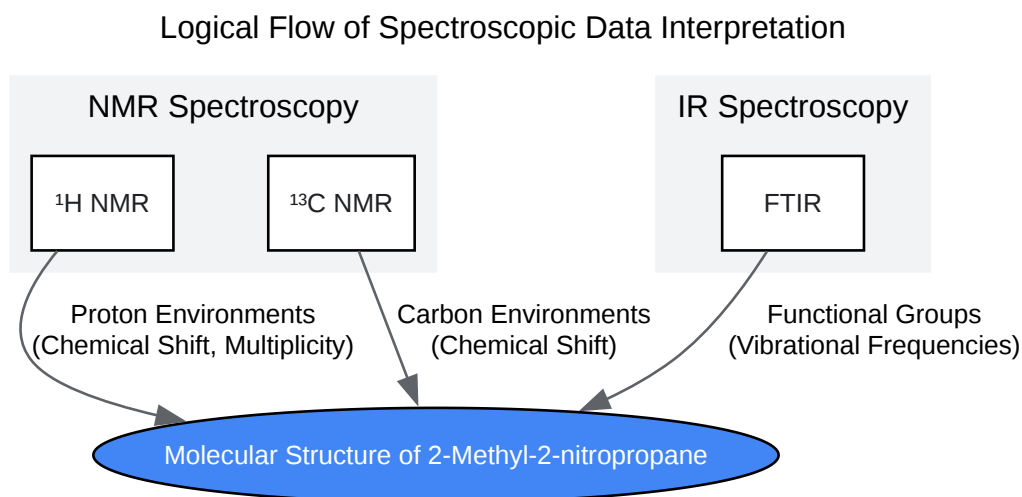 Logical Flow of Spectroscopic Data Interpretation
NMR Spectroscopy
IR Spectroscopy
¹H NMR
¹³C NMR
FTIR
Proton Environments
(Chemical Shift, Multiplicity)
Carbon Environments
(Chemical Shift)
Functional Groups
(Vibrational Frequencies)
Molecular Structure of 2-Methyl-2-nitropropane